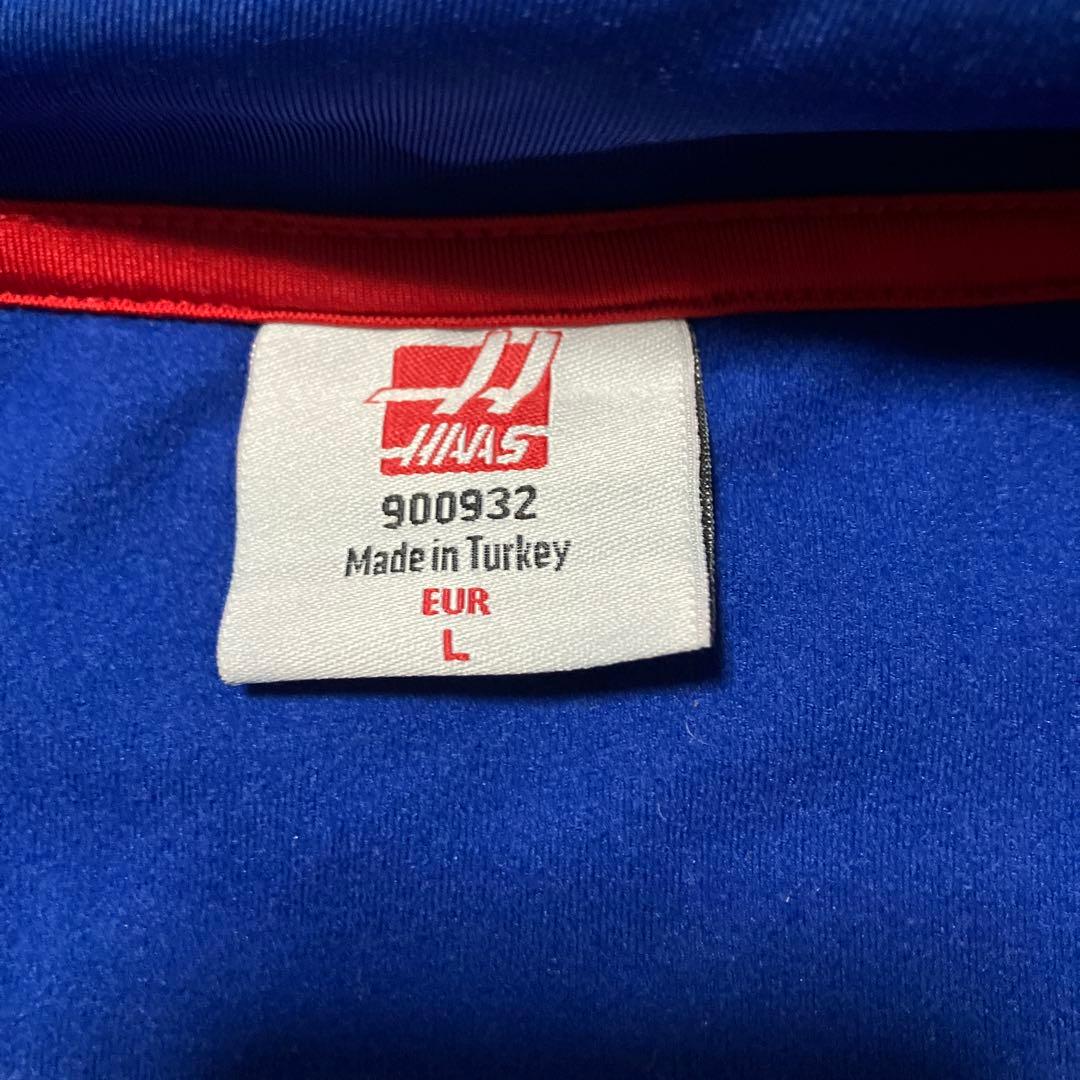 HAAS
900932
Made in Turkey
EUR
L